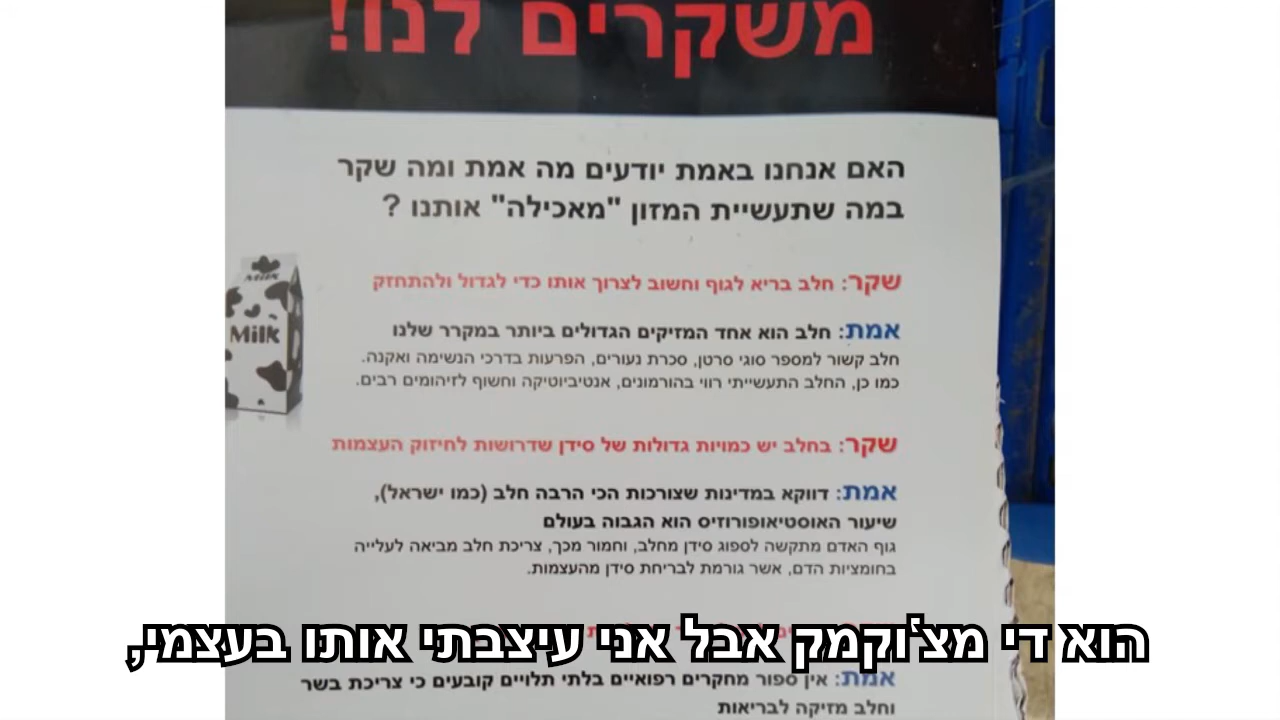 משקרים לנו!
האם אנחנו באמת יודעים מה אמת ומה שקר
במה שתעשיית המזון "מאכילה" אותנו ?
שקר: חלב בריא לגוף וחשוב לצרוך אותו כדי לגדול ולהתחזק
Milk
Milk
אמת: חלב הוא אחד המזיקים הגדולים ביותר במקרר שלנו
חלב קשור למספר סוגי סרטן, סכרת נעורים, הפרעות בדרכי הנשימה ואקנה.
כמו כן, החלב התעשייתי רווי בהורמונים, אנטיביוטיקה וחשוף לזיהומים רבים.
שקר: בחלב יש כמויות גדולות של סידן שדרושות לחיזוק העצמות
אמת: דווקא במדינות שצורכות הכי הרבה חלב (כמו ישראל),
שיעור האוסטיאופורוזיס הוא הגבוה בעולם
גוף האדם מתקשה לספוג סידן מחלב, וחמור מכך, צריכת חלב מביאה לעלייה
בחומציות הדם, אשר גורמת לבריחת סידן מהעצמות.
הוא די מצ'וקמק אבל אני עיצבתי אותו בעצמי,
אמת: אין ספור מחקרים רפואיים בלתי תלויים קובעים כי צריכת בשר
וחלב מזיקה לבריאות